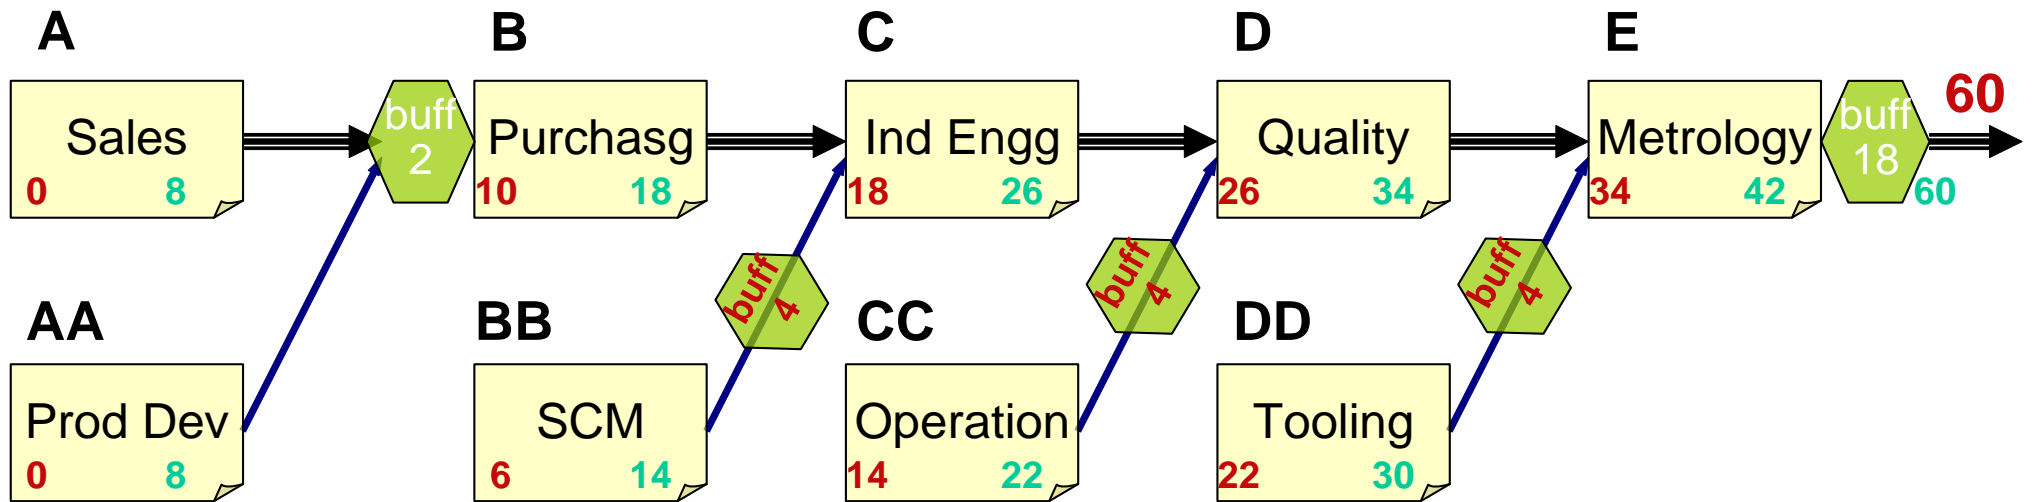 A B C D E
Sales
0 8
buff
2
Purchasg
10 18
Ind Engg
18 26
Quality
26 34
Metrology
34 42
buff
18
60
60
AA BB CC DD
buff
4
buff
4
buff
4
Prod Dev
0 8
SCM
6 14
Operation
14 22
Tooling
22 30